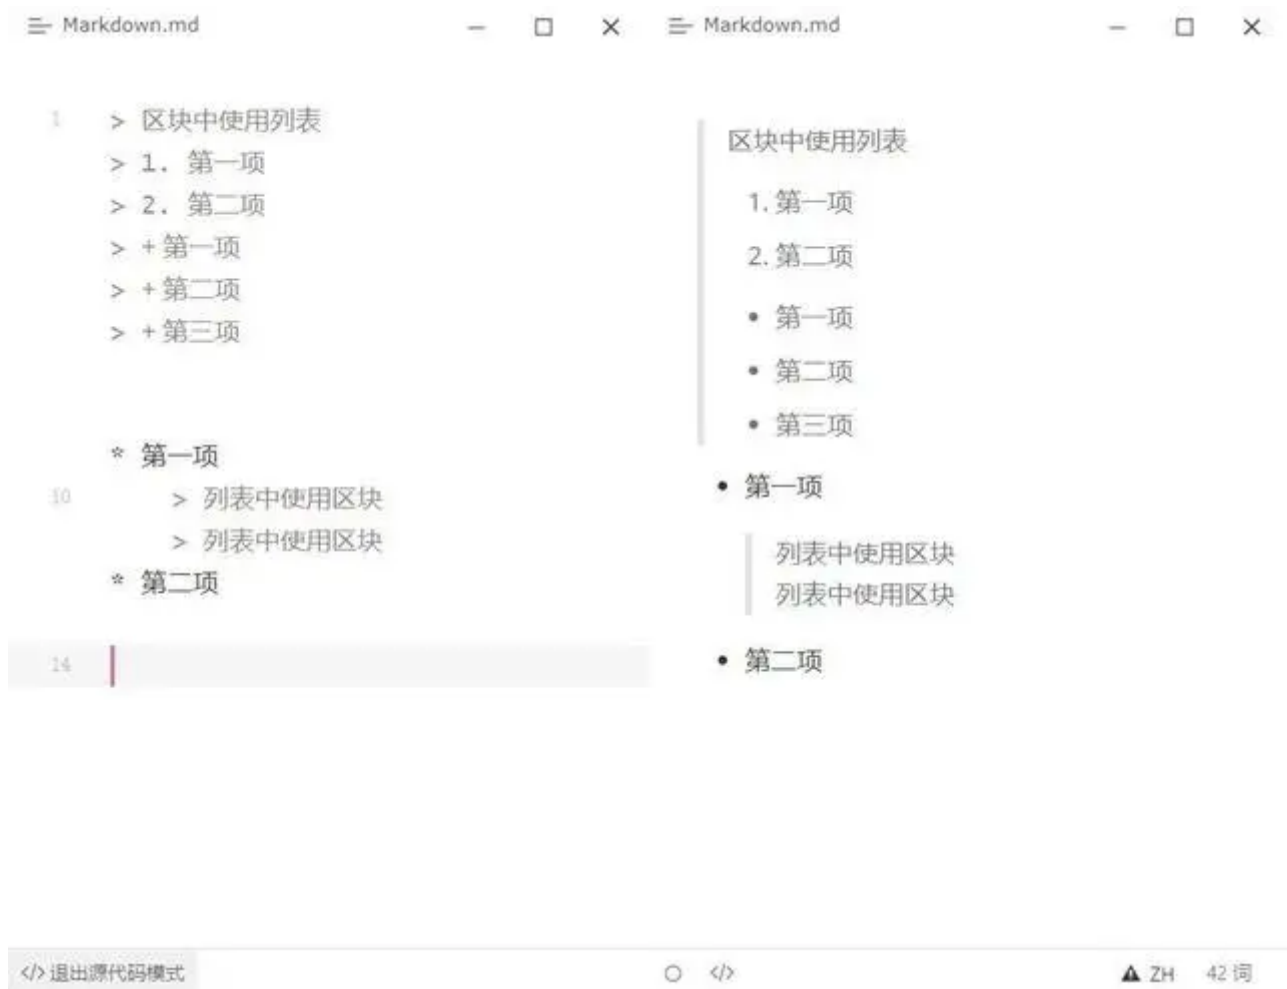 Markdown.md
1
> 区块中使用列表
> 1. 第一项
> 2. 第二项
> + 第一项
> + 第二项
> + 第三项
* 第一项
10
> 列表中使用区块
> 列表中使用区块
* 第二项
14
</> 退出源代码模式
Markdown.md
区块中使用列表
1. 第一项
2. 第二项
• 第一项
• 第二项
• 第三项
• 第一项
列表中使用区块
列表中使用区块
• 第二项
</>
ZH
42 词